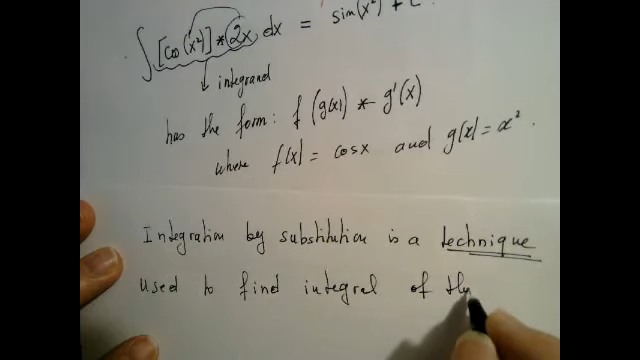 ∫ [cos(x²)] * 2x dx = sin(x²) + C
integrand
has the form: f(g(x)) * g'(x)
where f(x) = cosx and g(x) = x².
Integration by substitution is a technique
used to find integral of